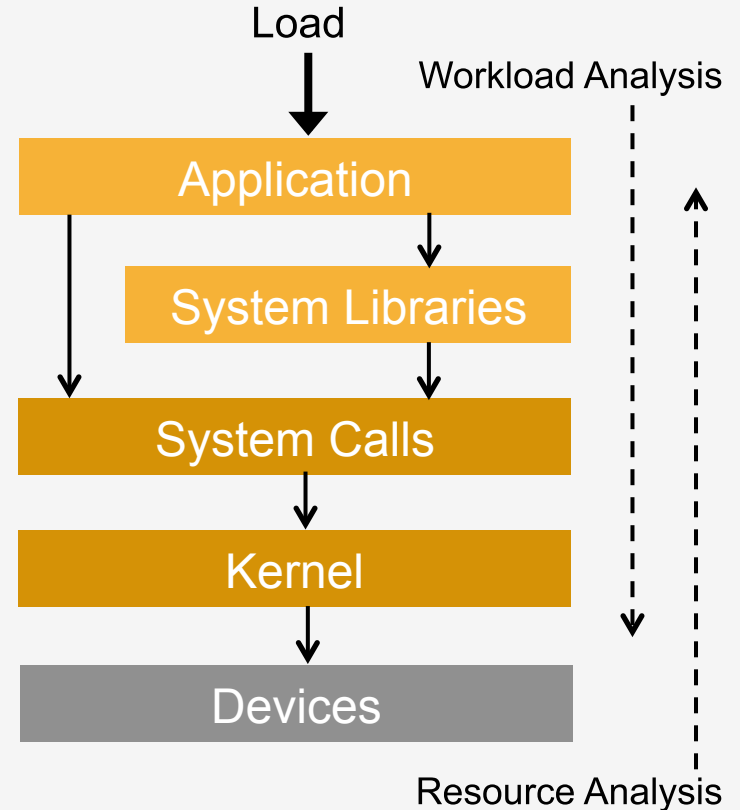 Load
Workload Analysis
Application
System Libraries
System Calls
Kernel
Devices
Resource Analysis